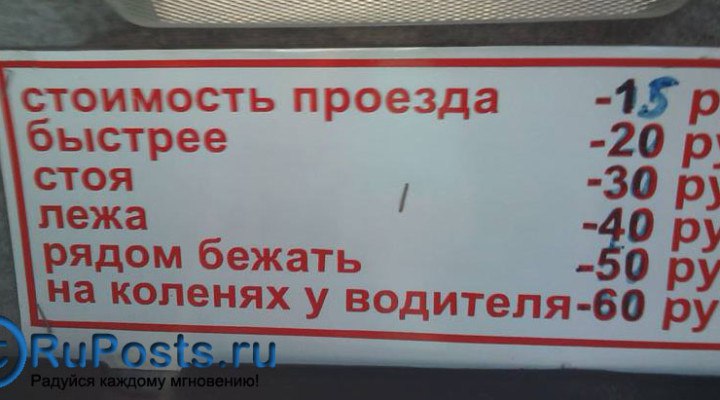 стоимость проезда -15 р
быстрее -20 ру
стоя -30 ру
лежа -40 ру
рядом бежать -50 ру
на коленях у водителя-60 ру
RuPosts.ru
Радуйся каждому мгновению!